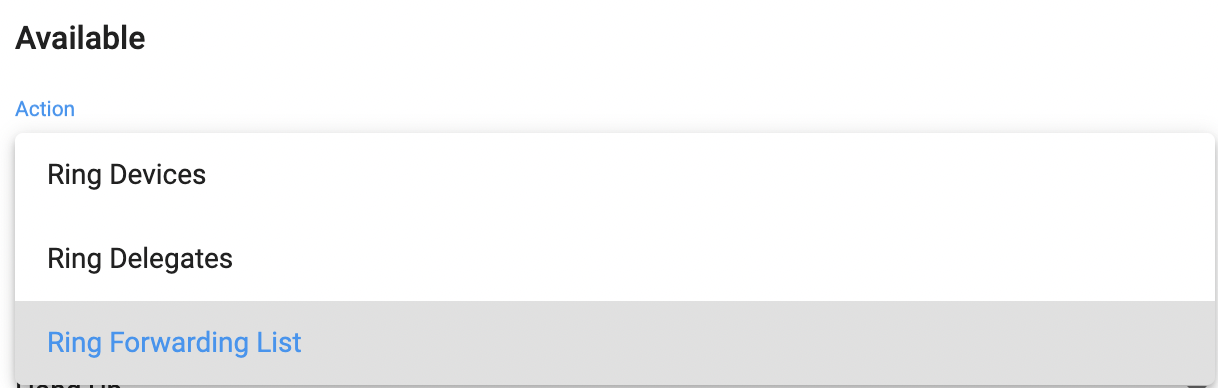 Available
Action
Ring Devices
Ring Delegates
Ring Forwarding List